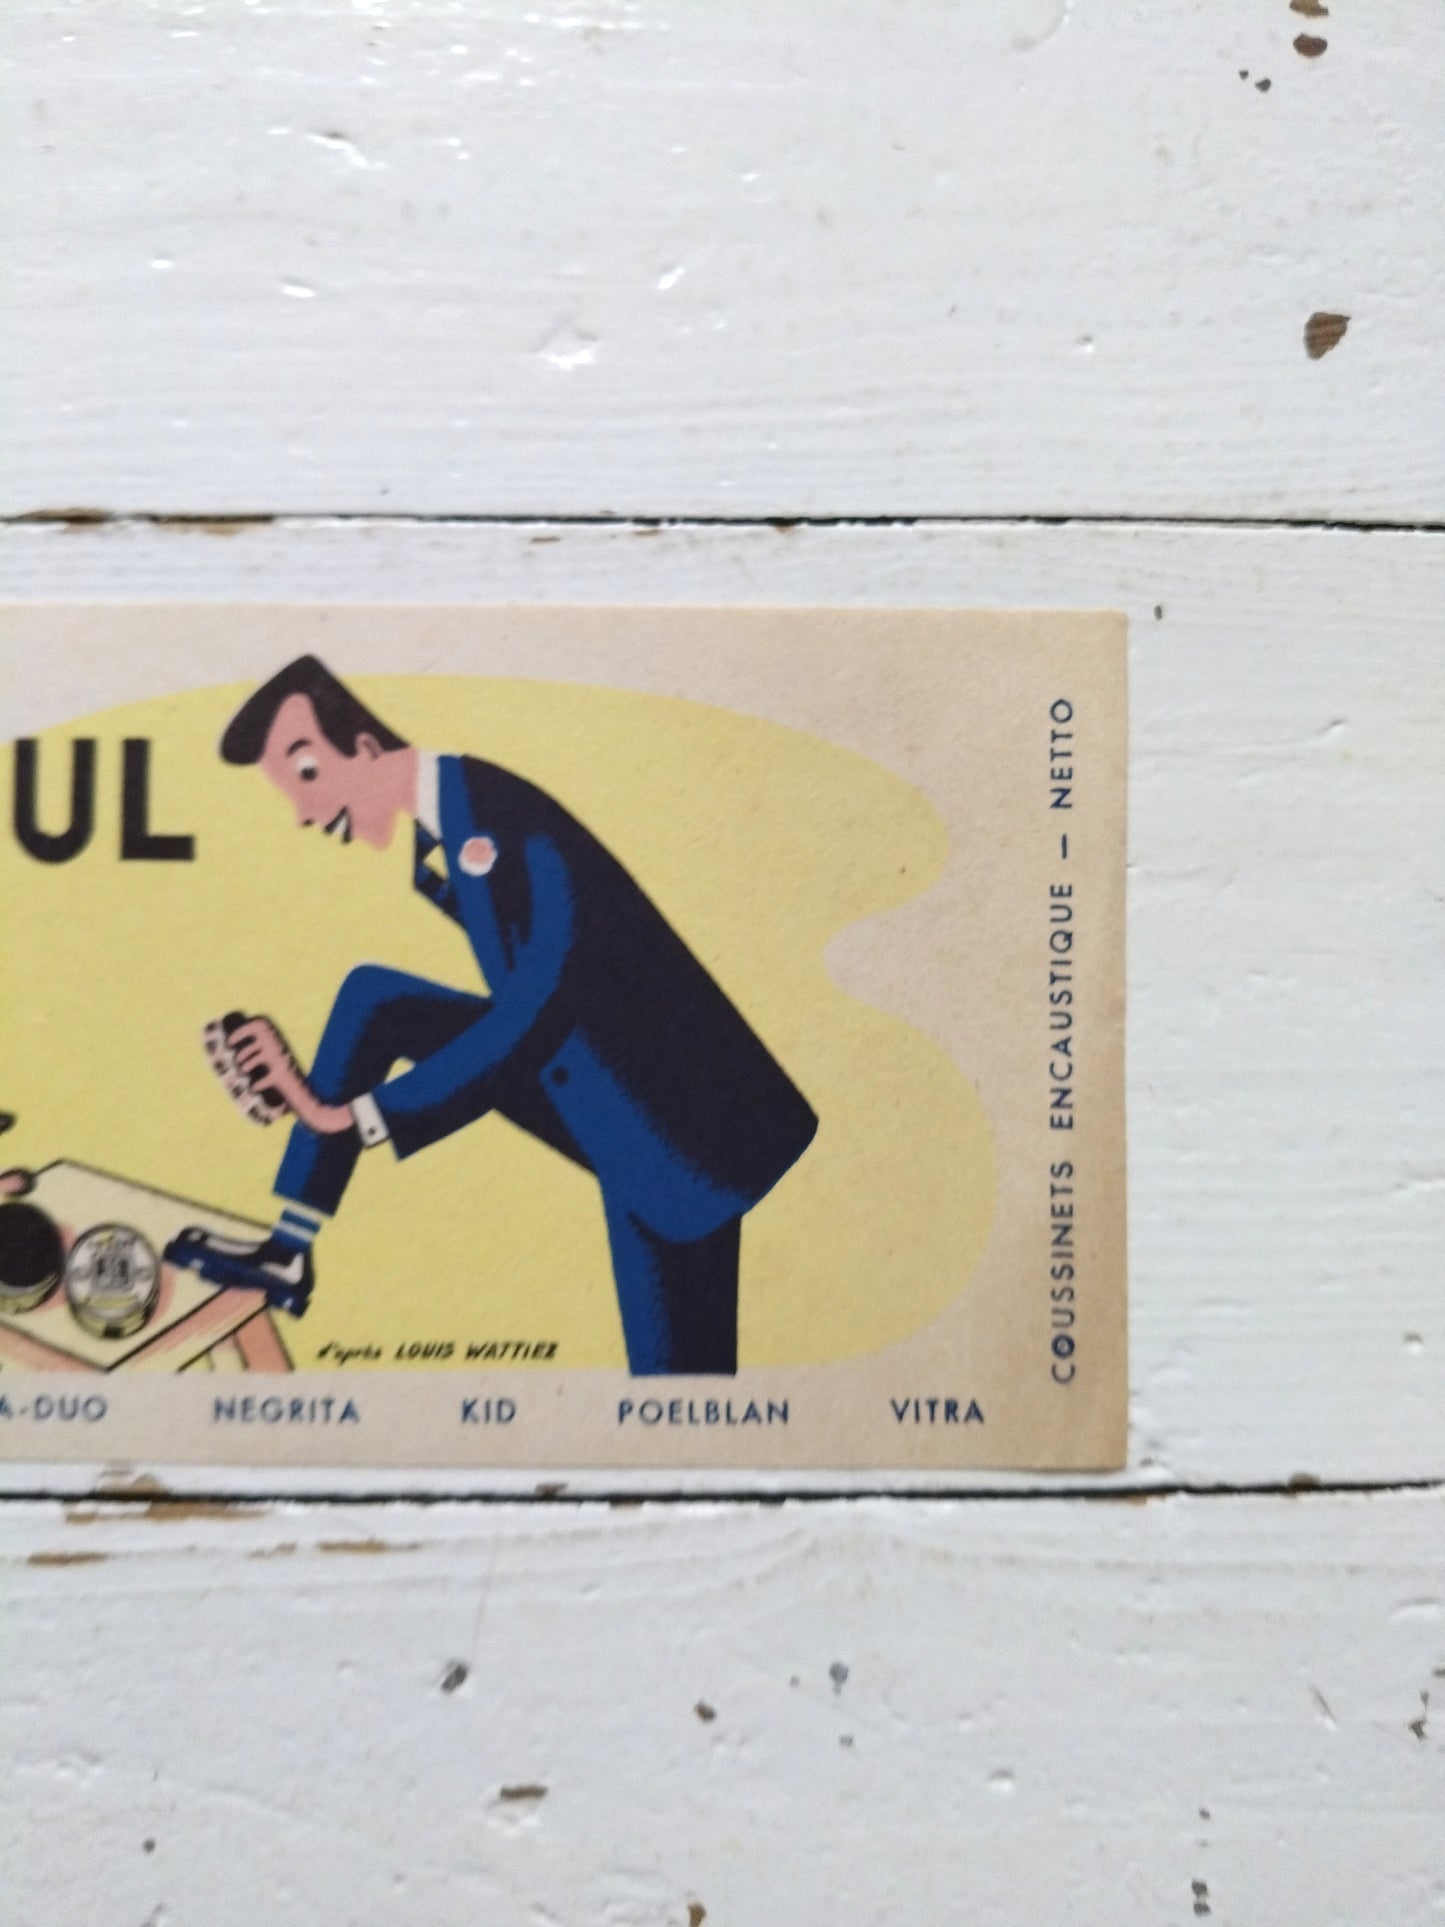 UL
d'après LOUIS WATTIEZ
A-DUO NEGRITA KID POELBLAN VITRA
COUSSINETS ENCAUSTIQUE — NETTO